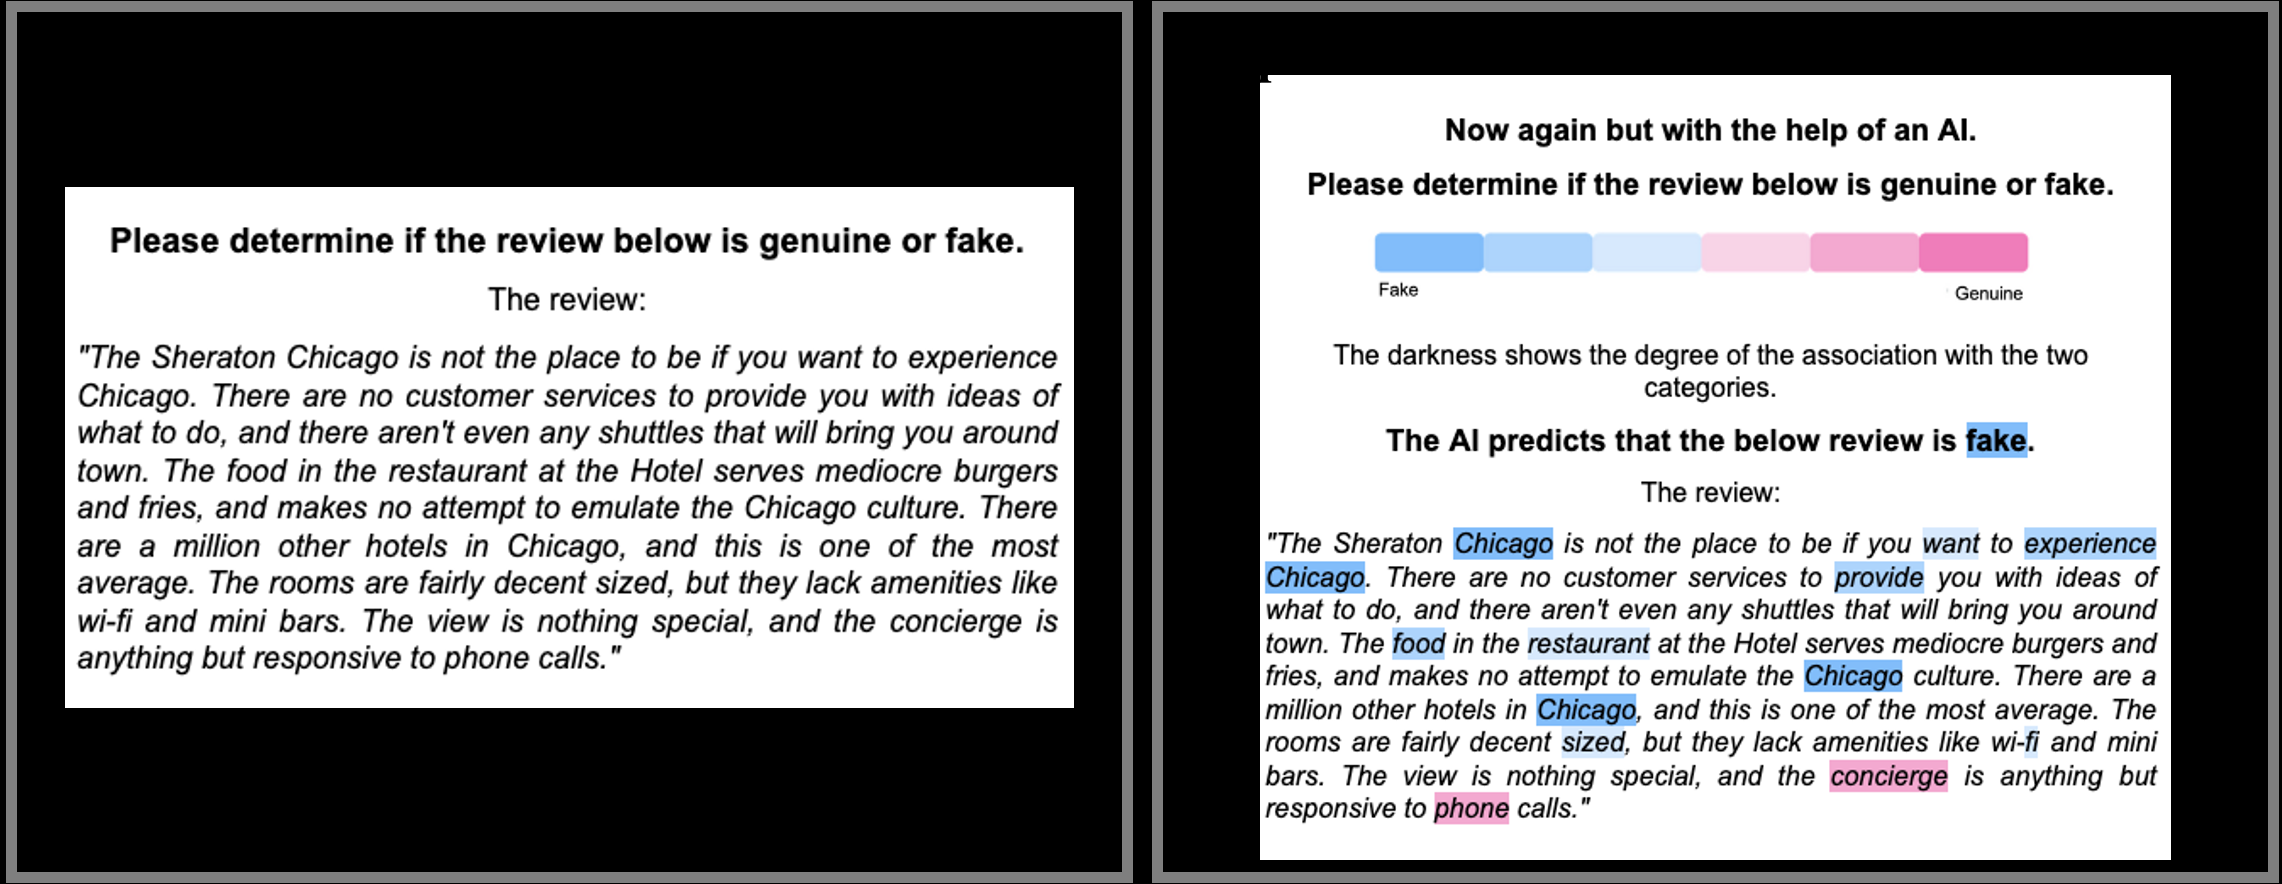 Please determine if the review below is genuine or fake.
The review:
"The Sheraton Chicago is not the place to be if you want to experience
Chicago. There are no customer services to provide you with ideas of
what to do, and there aren't even any shuttles that will bring you around
town. The food in the restaurant at the Hotel serves mediocre burgers
and fries, and makes no attempt to emulate the Chicago culture. There
are a million other hotels in Chicago, and this is one of the most
average. The rooms are fairly decent sized, but they lack amenities like
wi-fi and mini bars. The view is nothing special, and the concierge is
anything but responsive to phone calls."
Now again but with the help of an AI.
Please determine if the review below is genuine or fake.
Fake
Genuine
The darkness shows the degree of the association with the two
categories.
The AI predicts that the below review is fake.
The review:
"The Sheraton Chicago is not the place to be if you want to experience
Chicago. There are no customer services to provide you with ideas of
what to do, and there aren't even any shuttles that will bring you around
town. The food in the restaurant at the Hotel serves mediocre burgers and
fries, and makes no attempt to emulate the Chicago culture. There are a
million other hotels in Chicago, and this is one of the most average. The
rooms are fairly decent sized, but they lack amenities like wi-fi and mini
bars. The view is nothing special, and the concierge is anything but
responsive to phone calls."